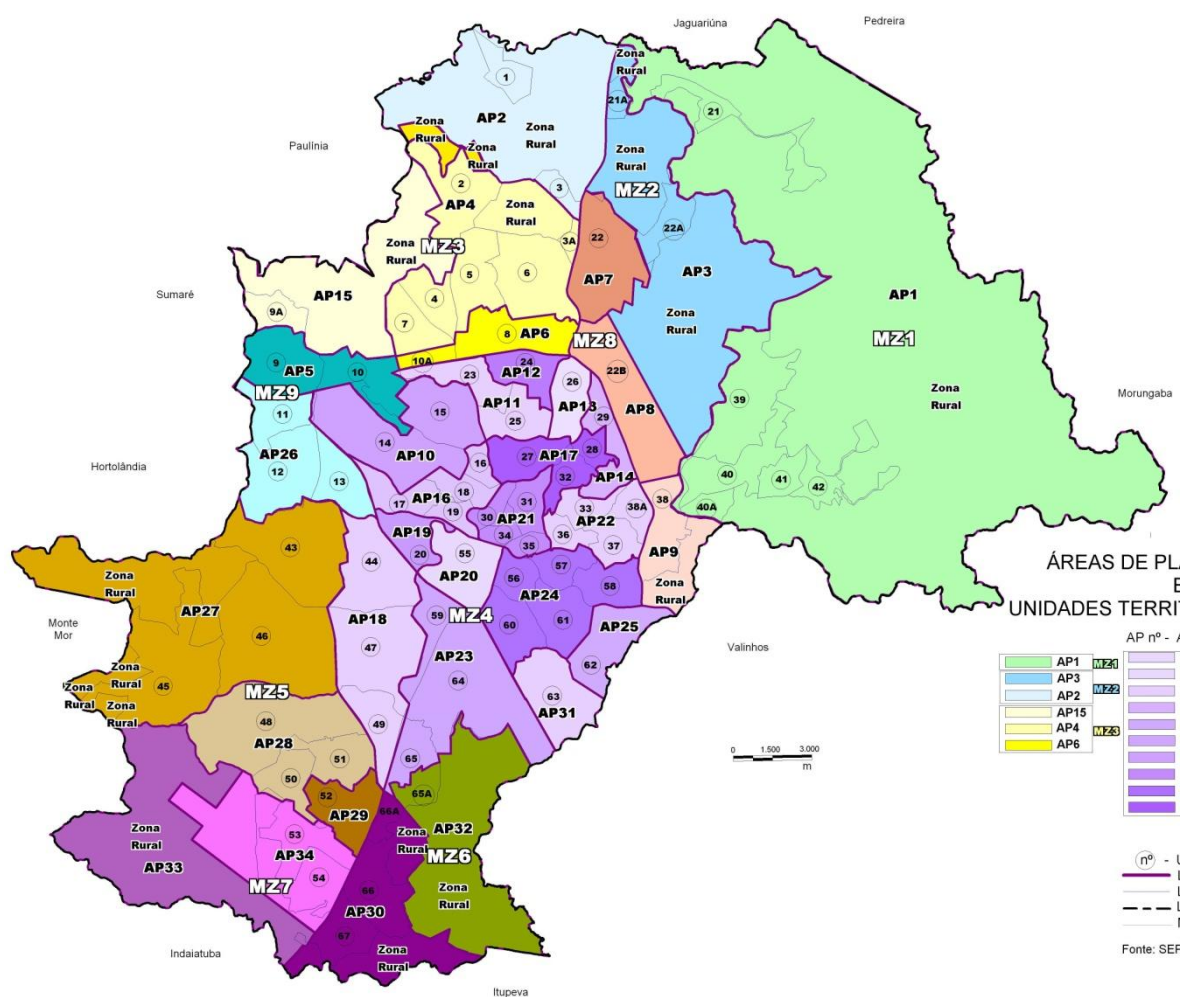 Jaguariúna
Pedreira
Zona
Rural
1
21A
21
AP2
Zona
Rural
Zona
Rural
Zona
Rural
Zona
Rural
Paulínia
2
3
MZ2
AP4
Zona
Rural
22A
3A
22
Zona
Rural
MZ3
5
6
AP7
AP3
Sumaré
AP15
4
AP1
9A
7
Zona
Rural
8
AP6
MZ8
MZ1
9
AP5
10
10A
24
23
AP12
22B
26
MZ9
Zona
Rural
Morungaba
39
11
15
AP11
25
AP13
29
AP8
14
AP10
Hortolândia
AP26
12
13
16
27
AP17
28
32
AP14
40
41
42
17
AP16
18
19
30
31
AP21
33
AP22
38A
38
40A
AP19
20
34
35
36
37
AP9
43
44
55
AP20
57
56
AP24
58
Zona
Rural
Zona
Rural
ÁREAS DE PLA
E
UNIDADES TERRIT
AP27
Monte
Mor
46
AP18
59
MZ4
60
61
AP25
Valinhos
AP nº - A
47
AP23
62
AP1
MZ1
AP3
MZ2
AP2
AP15
AP4
MZ3
AP6
Zona
Rural
Zona
Rural
Zona
Rural
45
MZ5
64
63
AP31
48
AP28
49
51
50
65
0
1.500
3.000
m
52
AP29
65A
66A
Zona
Rural
AP32
Zona
Rural
AP33
53
AP34
54
MZ7
MZ6
Zona
Rural
66
AP30
67
Zona
Rural
nº - U
L
L
L
N
Fonte: SEP
Indaiatuba
Itupeva